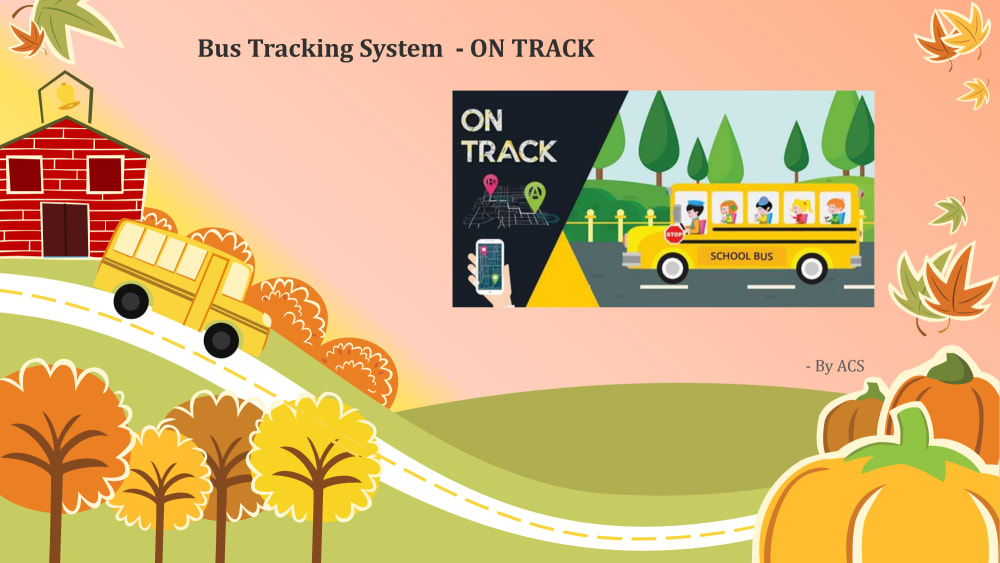 Bus Tracking System - ON TRACK
ON
TRACK
H
A
STOP
SCHOOL BUS
- By ACS